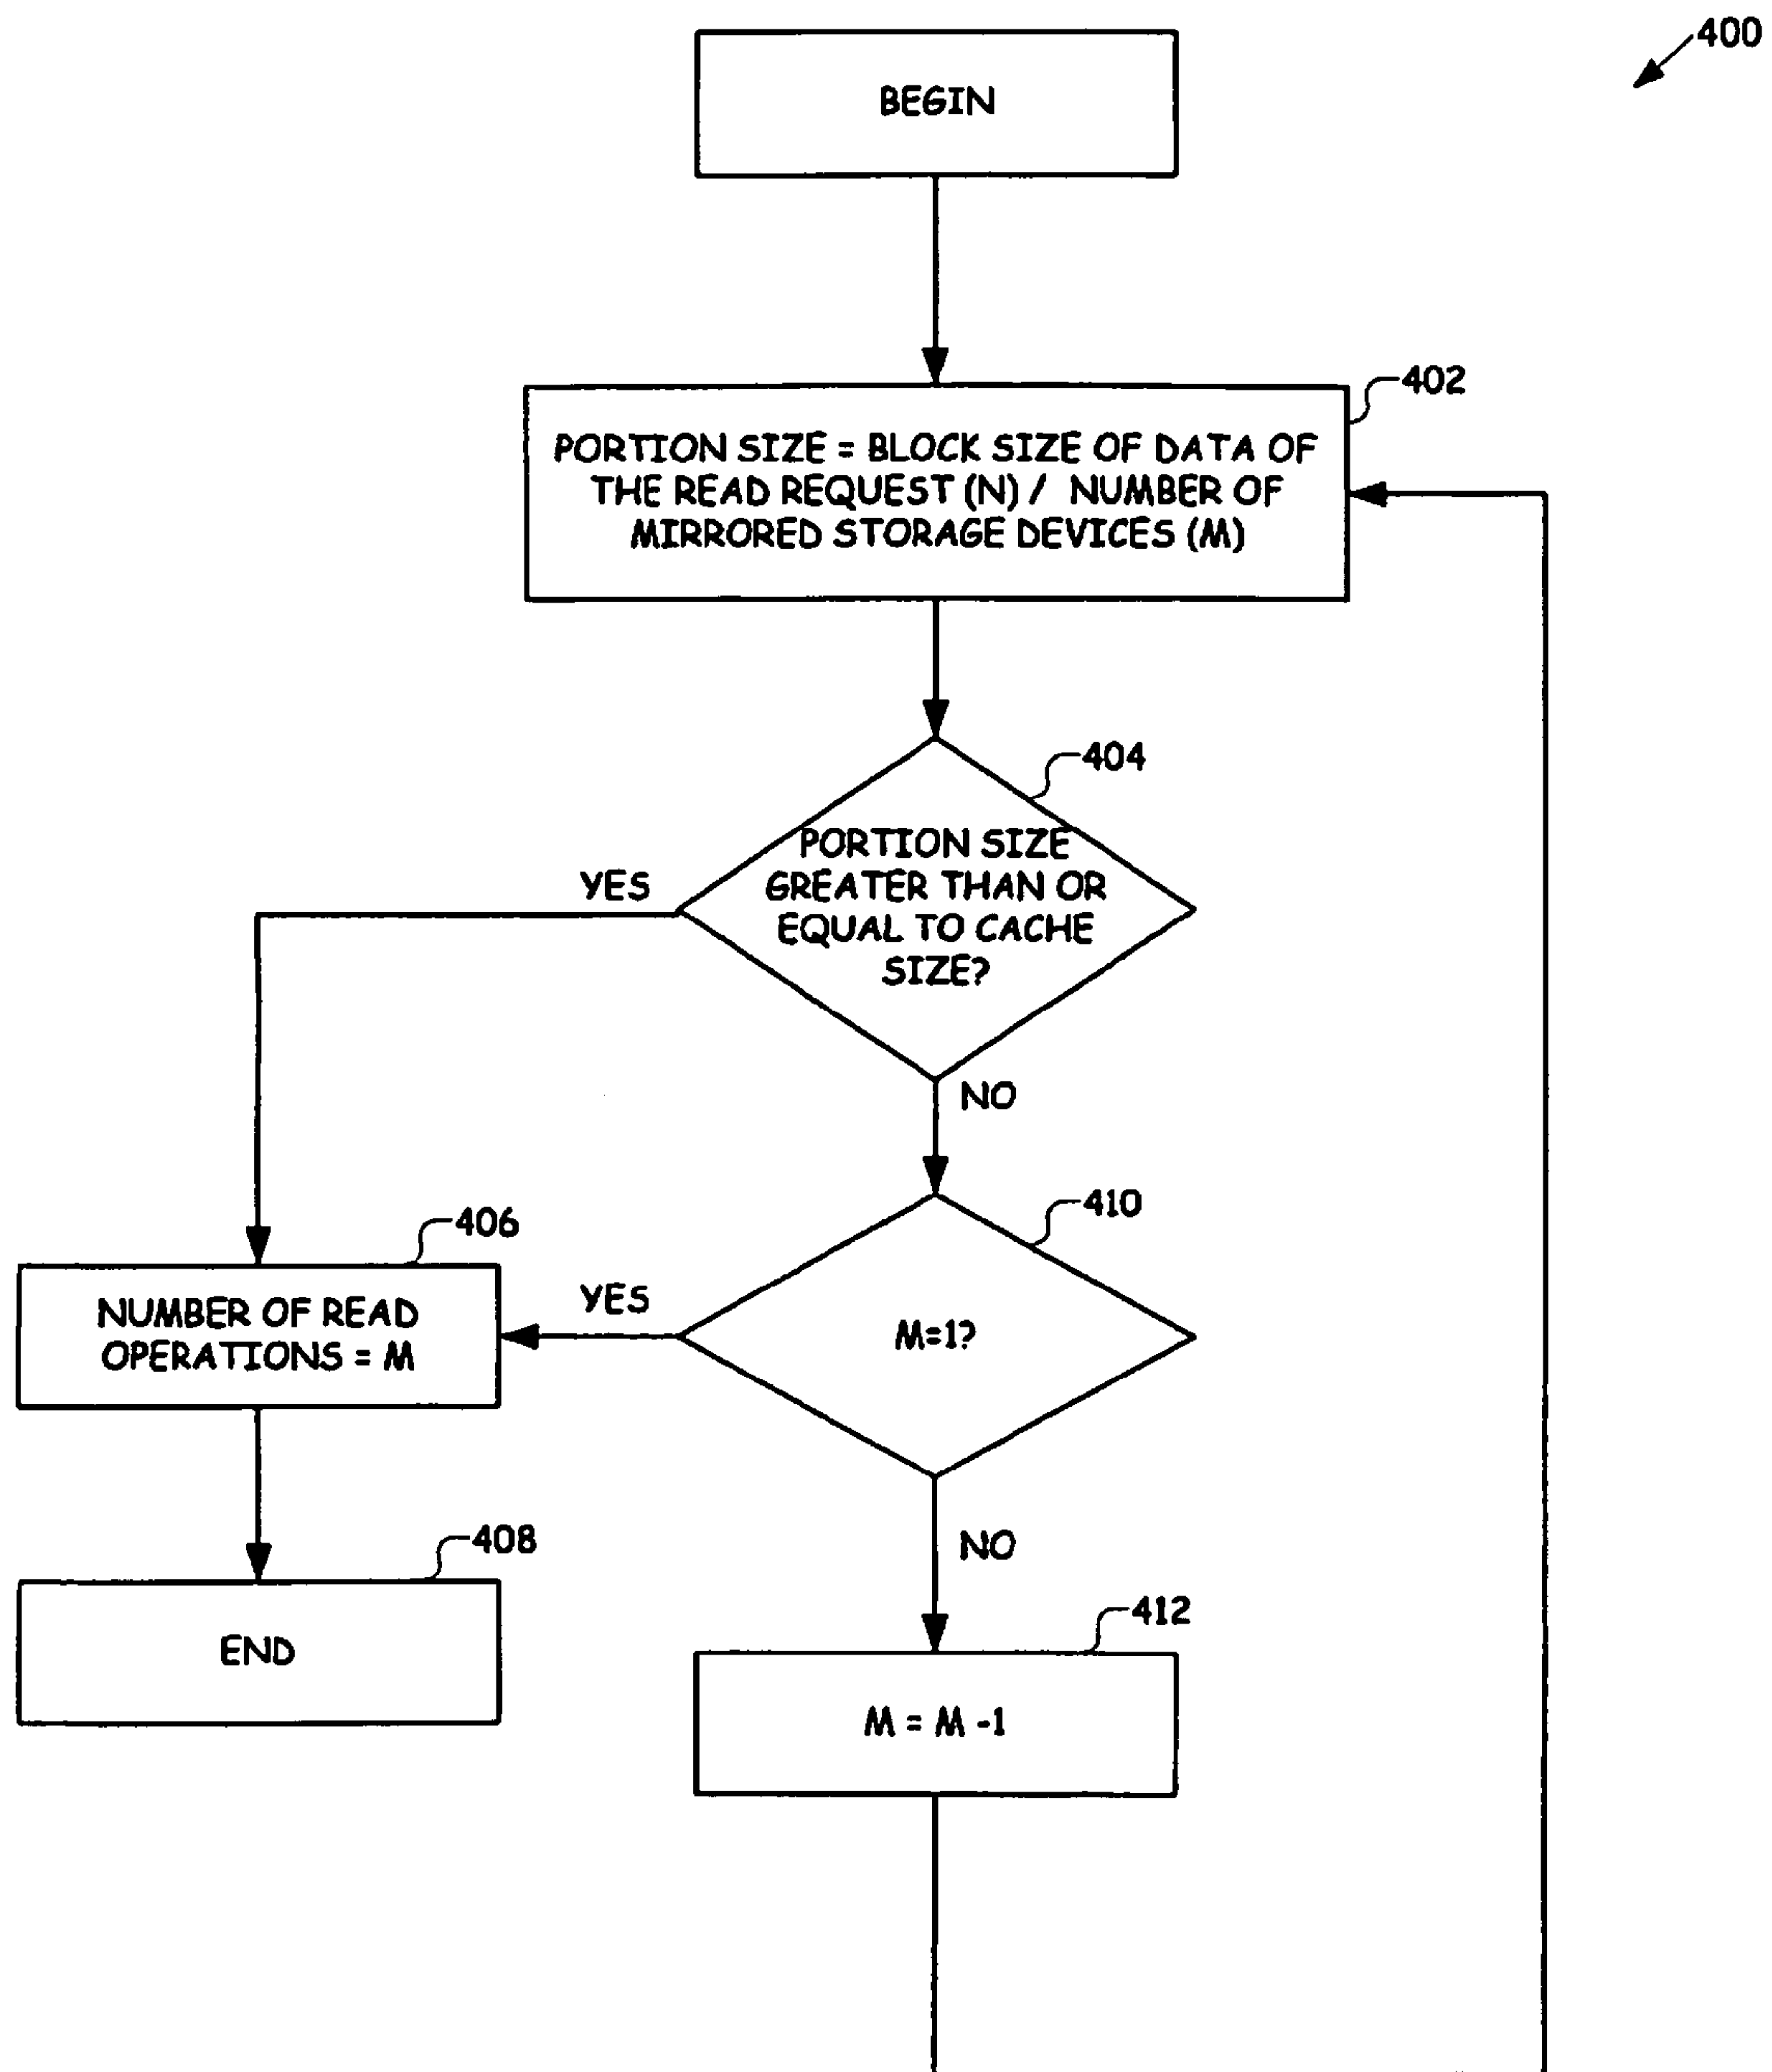 400
BEGIN
402
PORTION SIZE = BLOCK SIZE OF DATA OF
THE READ REQUEST (N) / NUMBER OF
MIRRORED STORAGE DEVICES (M)
404
PORTION SIZE
GREATER THAN OR
EQUAL TO CACHE
SIZE?
YES
NO
410
406
NUMBER OF READ
OPERATIONS = M
YES
M=1?
408
NO
END
412
M = M -1